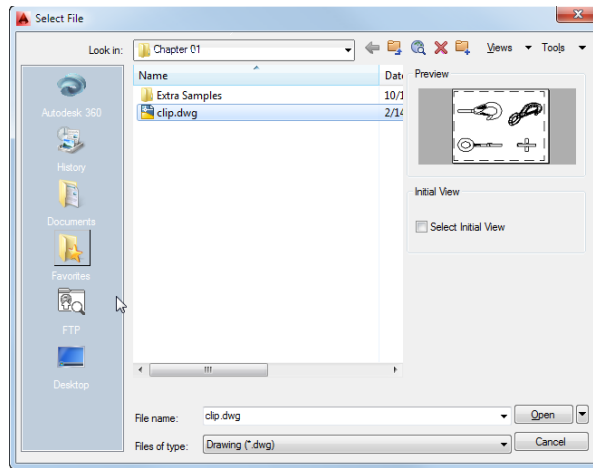 Select File
Look in: Chapter 01 Views Tools
Name Dat Preview
Extra Samples 10/1
clip.dwg 2/14
Autodesk 360
History
Documents
Favorites
FTP
Desktop
Initial View
Select Initial View
File name: clip.dwg Open
Files of type: Drawing (*.dwg) Cancel